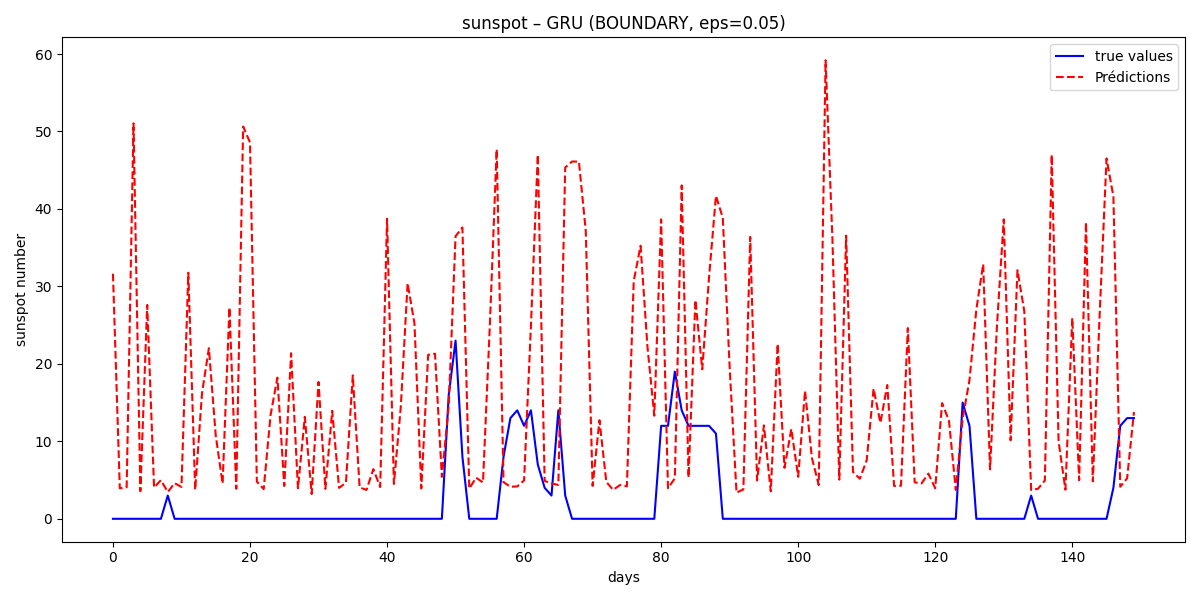 sunspot – GRU (BOUNDARY, eps=0.05)
true values
Prédictions
sunspot number
60
50
40
30
20
10
0
0 20 40 60 80 100 120 140
days